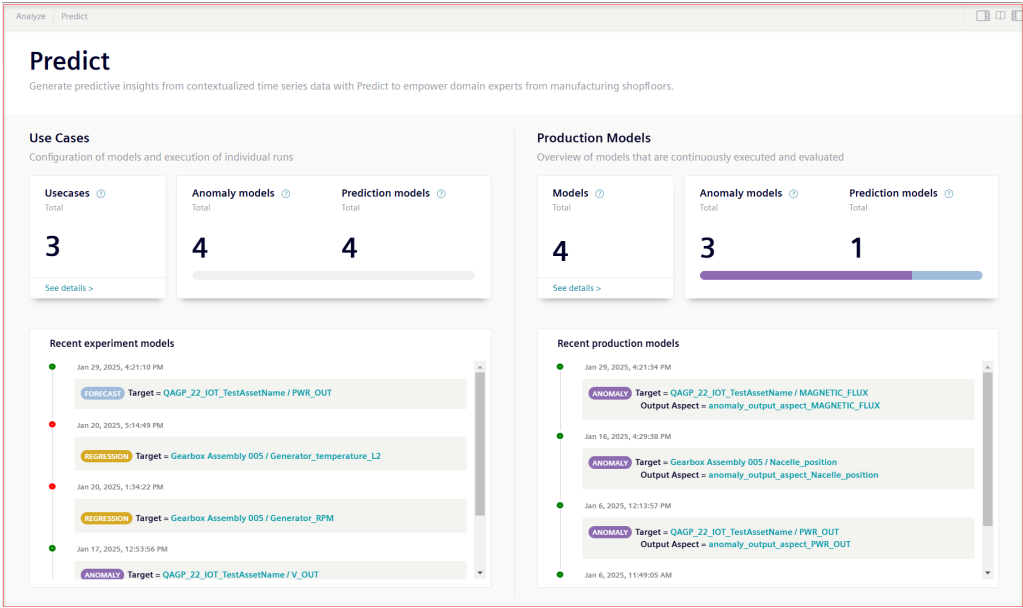 Analyze / Predict
Predict
Generate predictive insights from contextualized time series data with Predict to empower domain experts from manufacturing shopfloors.
Use Cases
Configuration of models and execution of individual runs
Usecases ?
Total
3
See details >
Anomaly models ?
Total
4
Prediction models ?
Total
4
Recent experiment models
Jan 29, 2025, 4:21:10 PM
FORECAST Target = QAGP_22_IOT_TestAssetName / PWR_OUT
Jan 20, 2025, 5:14:49 PM
REGRESSION Target = Gearbox Assembly 005 / Generator_temperature_L2
Jan 20, 2025, 1:34:22 PM
REGRESSION Target = Gearbox Assembly 005 / Generator_RPM
Jan 17, 2025, 12:53:56 PM
ANOMALY Target = QAGP_22_IOT_TestAssetName / V_OUT
Production Models
Overview of models that are continuously executed and evaluated
Models ?
Total
4
See details >
Anomaly models ?
Total
3
Prediction models ?
Total
1
Recent production models
Jan 29, 2025, 4:21:34 PM
ANOMALY Target = QAGP_22_IOT_TestAssetName / MAGNETIC_FLUX
Output Aspect = anomaly_output_aspect_MAGNETIC_FLUX
Jan 16, 2025, 4:29:38 PM
ANOMALY Target = Gearbox Assembly 005 / Nacelle_position
Output Aspect = anomaly_output_aspect_Nacelle_position
Jan 6, 2025, 12:13:57 PM
ANOMALY Target = QAGP_22_IOT_TestAssetName / PWR_OUT
Output Aspect = anomaly_output_aspect_PWR_OUT
Jan 6, 2025, 11:49:05 AM